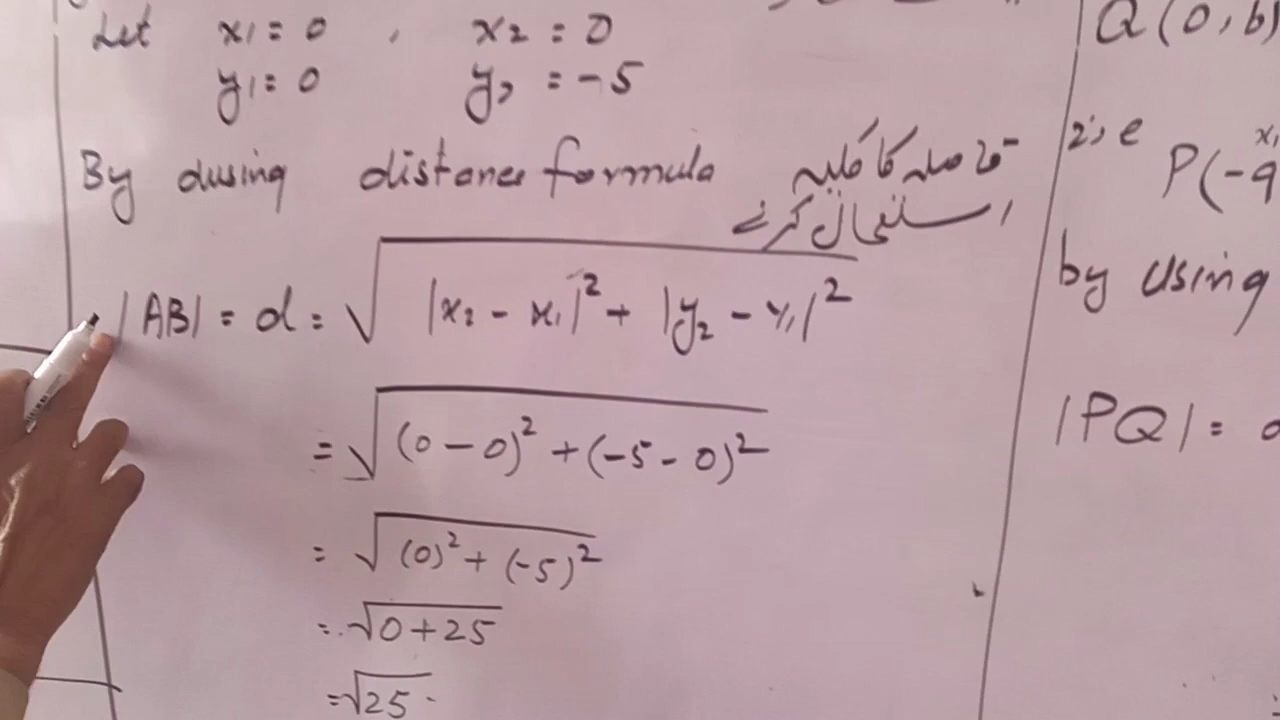 Let x1 = 0 , x2 = 0
y1 = 0 y2 = -5
By dusing distance formula فاصلہ کا کلیہ
استعمال کرنے
|AB| = d = √|x2 - x1|² + |y2 - y1|²
= √(0 - 0)² + (-5 - 0)²
= √(0)² + (-5)²
= √0 + 25
= √25
Q(0, b)
P(-9
by using
|PQ| =